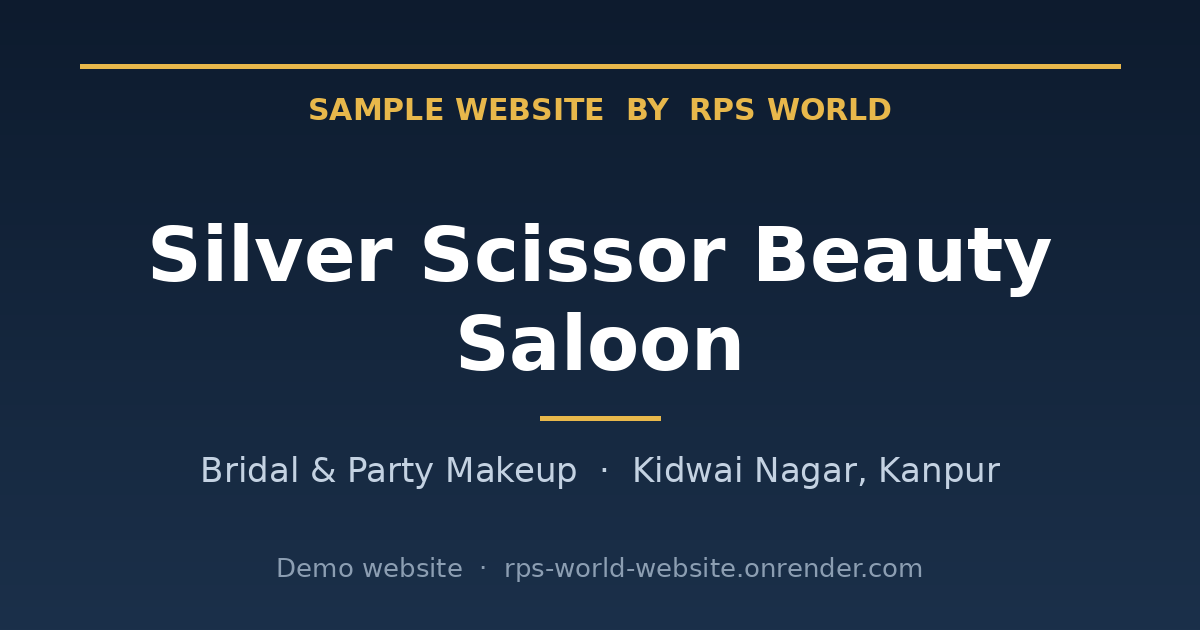 SAMPLE WEBSITE BY RPS WORLD
Silver Scissor Beauty
Saloon
Bridal & Party Makeup · Kidwai Nagar, Kanpur
Demo website · rps-world-website.onrender.com